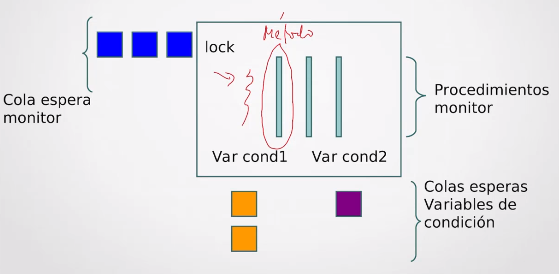 Método
lock
Cola espera
monitor
Procedimientos
monitor
Var cond1
Var cond2
Colas esperas
Variables de
condición